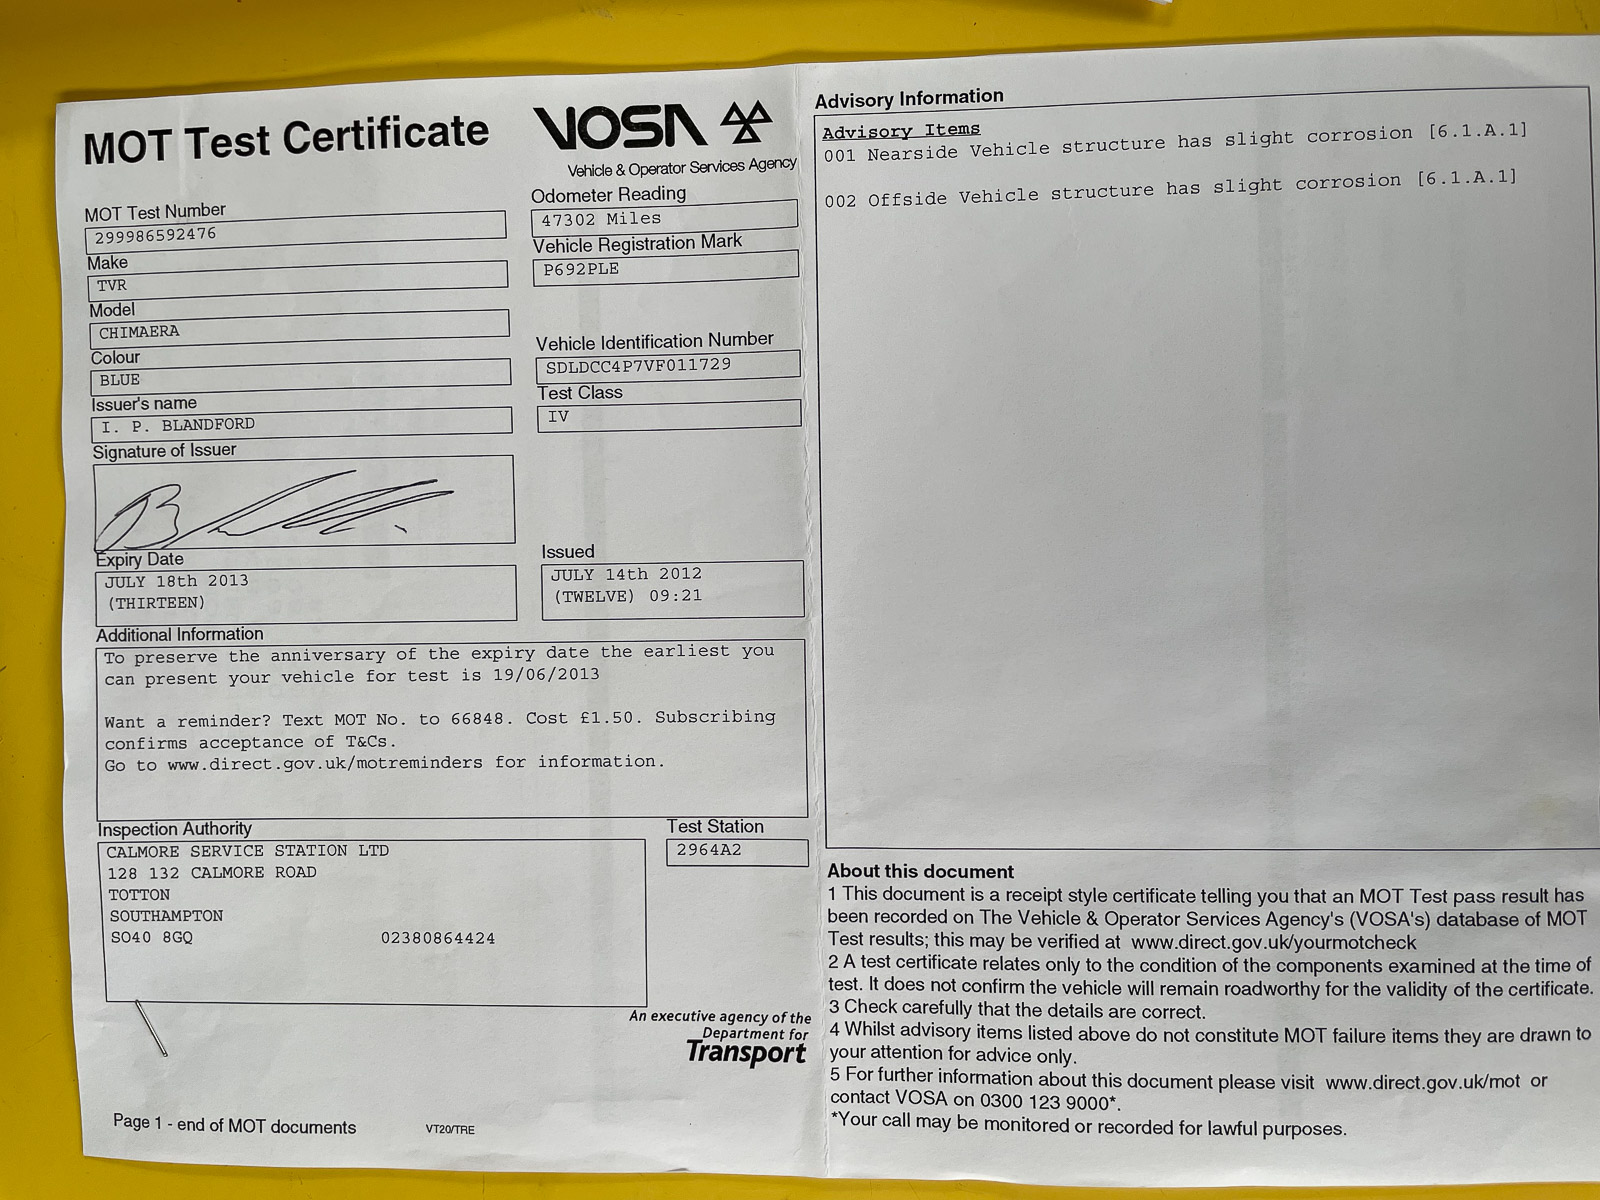 MOT Test Certificate
VOSA
Vehicle & Operator Services Agency
MOT Test Number
299986592476
Make
TVR
Model
CHIMAERA
Colour
BLUE
Issuer's name
I. P. BLANDFORD
Signature of Issuer
Expiry Date
JULY 18th 2013
(THIRTEEN)
Odometer Reading
47302 Miles
Vehicle Registration Mark
P692PLE
Vehicle Identification Number
SDLDCC4P7VF011729
Test Class
IV
Issued
JULY 14th 2012
(TWELVE) 09:21
Additional Information
To preserve the anniversary of the expiry date the earliest you
can present your vehicle for test is 19/06/2013
Want a reminder? Text MOT No. to 66848. Cost £1.50. Subscribing
confirms acceptance of T&Cs.
Go to www.direct.gov.uk/motreminders for information.
Inspection Authority
CALMORE SERVICE STATION LTD
128 132 CALMORE ROAD
TOTTON
SOUTHAMPTON
SO40 8GQ 02380864424
Test Station
2964A2
An executive agency of the
Department for
Transport
Page 1 - end of MOT documents
VT20/TRE
Advisory Information
Advisory Items
001 Nearside Vehicle structure has slight corrosion [6.1.A.1]
002 Offside Vehicle structure has slight corrosion [6.1.A.1]
About this document
1 This document is a receipt style certificate telling you that an MOT Test pass result has
been recorded on The Vehicle & Operator Services Agency's (VOSA's) database of MOT
Test results; this may be verified at www.direct.gov.uk/yourmotcheck
2 A test certificate relates only to the condition of the components examined at the time of
test. It does not confirm the vehicle will remain roadworthy for the validity of the certificate.
3 Check carefully that the details are correct.
4 Whilst advisory items listed above do not constitute MOT failure items they are drawn to
your attention for advice only.
5 For further information about this document please visit www.direct.gov.uk/mot or
contact VOSA on 0300 123 9000*.
*Your call may be monitored or recorded for lawful purposes.